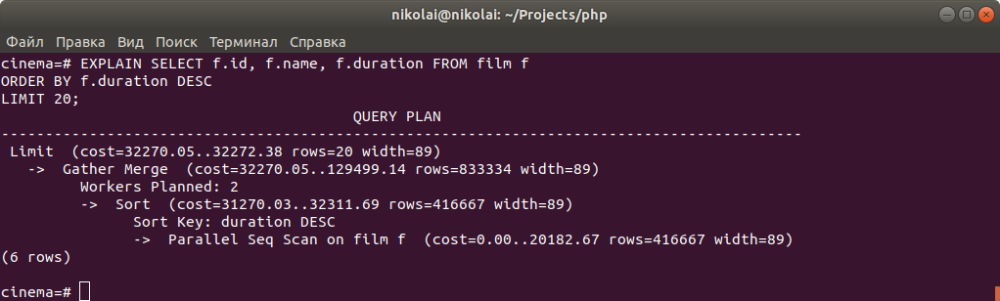 nikolai@nikolai: ~/Projects/php
Файл Правка Вид Поиск Терминал Справка
cinema=# EXPLAIN SELECT f.id, f.name, f.duration FROM film f
ORDER BY f.duration DESC
LIMIT 20;
QUERY PLAN
-------------------------------------------------------------------------------------------
Limit  (cost=32270.05..32272.38 rows=20 width=89)
  ->  Gather Merge  (cost=32270.05..129499.14 rows=833334 width=89)
        Workers Planned: 2
        ->  Sort  (cost=31270.03..32311.69 rows=416667 width=89)
              Sort Key: duration DESC
              ->  Parallel Seq Scan on film f  (cost=0.00..20182.67 rows=416667 width=89)
(6 rows)
cinema=#